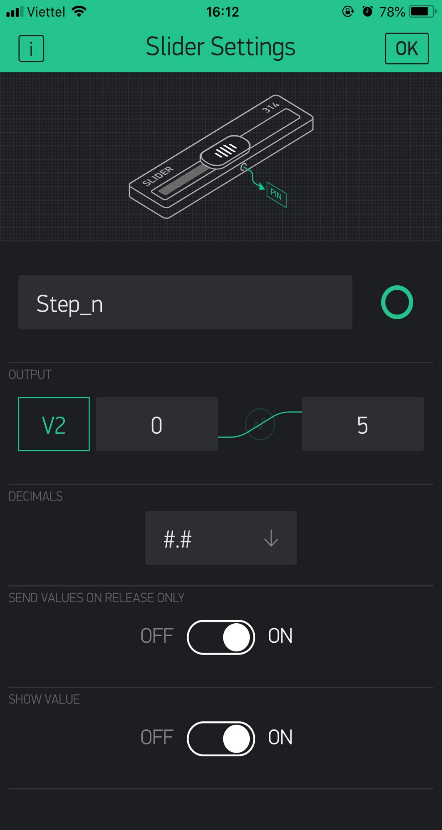 Viettel 16:12 78%
i Slider Settings OK
SLIDER 314
PIN
Step_n
OUTPUT
V2 0 5
DECIMALS
#.#
SEND VALUES ON RELEASE ONLY
OFF ON
SHOW VALUE
OFF ON